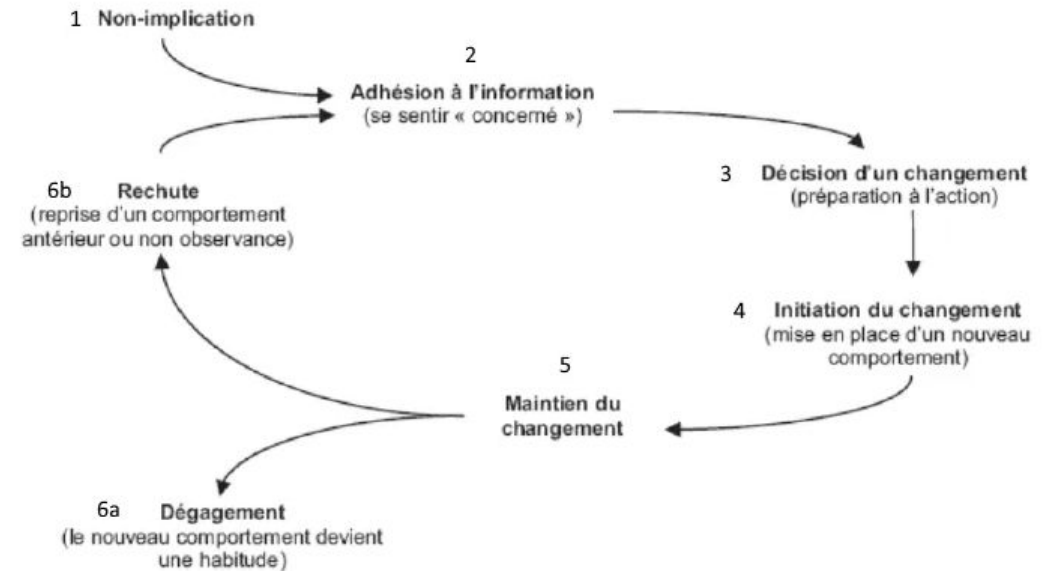 1 Non-implication
2
Adhésion à l'information
(se sentir « concerné »)
3 Décision d'un changement
(préparation à l'action)
4 Initiation du changement
(mise en place d'un nouveau
comportement)
5
Maintien du
changement
6a Dégagement
(le nouveau comportement devient
une habitude)
6b Rechute
(reprise d'un comportement
antérieur ou non observance)